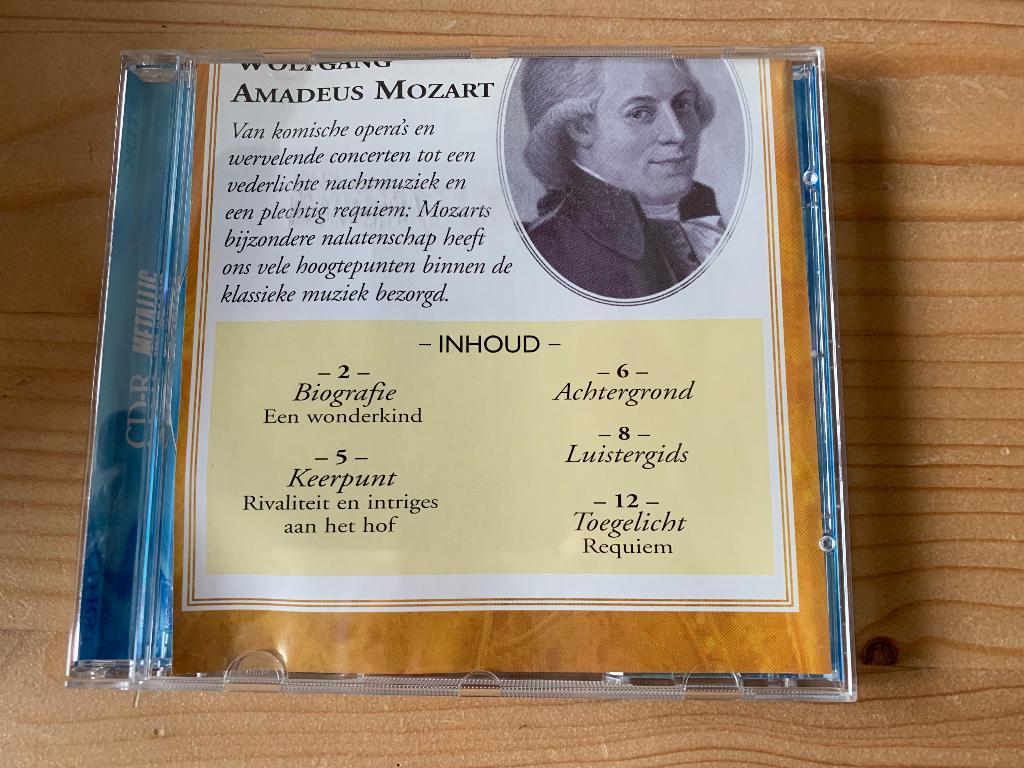 WOLFGANG
AMADEUS MOZART
Van komische opera's en
wervelende concerten tot een
vederlichte nachtmuziek en
een plechtig requiem: Mozarts
bijzondere nalatenschap heeft
ons vele hoogtepunten binnen de
klassieke muziek bezorgd.
– INHOUD –
– 2 –
Biografie
Een wonderkind
– 5 –
Keerpunt
Rivaliteit en intriges
aan het hof
– 6 –
Achtergrond
– 8 –
Luistergids
– 12 –
Toegelicht
Requiem
CD-R METALLIC